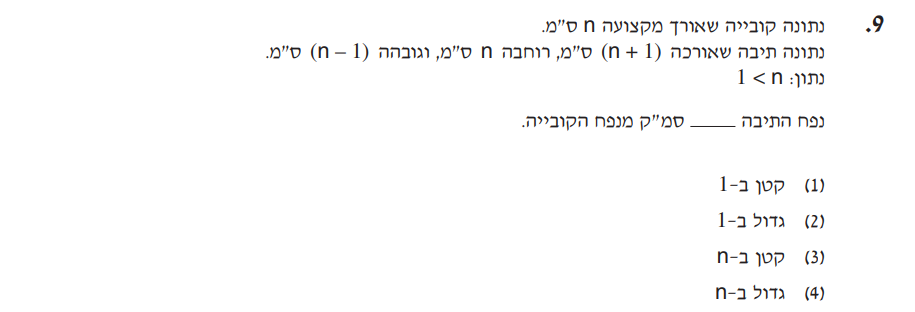 9. נתונה קובייה שאורך מקצועה n ס"מ.
נתונה תיבה שאורכה (n + 1) ס"מ, רוחבה n ס"מ, וגובהה (n – 1) ס"מ.
נתון: 1 < n
נפח התיבה _____ סמ"ק מנפח הקובייה.
(1) קטן ב-1
(2) גדול ב-1
(3) קטן ב-n
(4) גדול ב-n